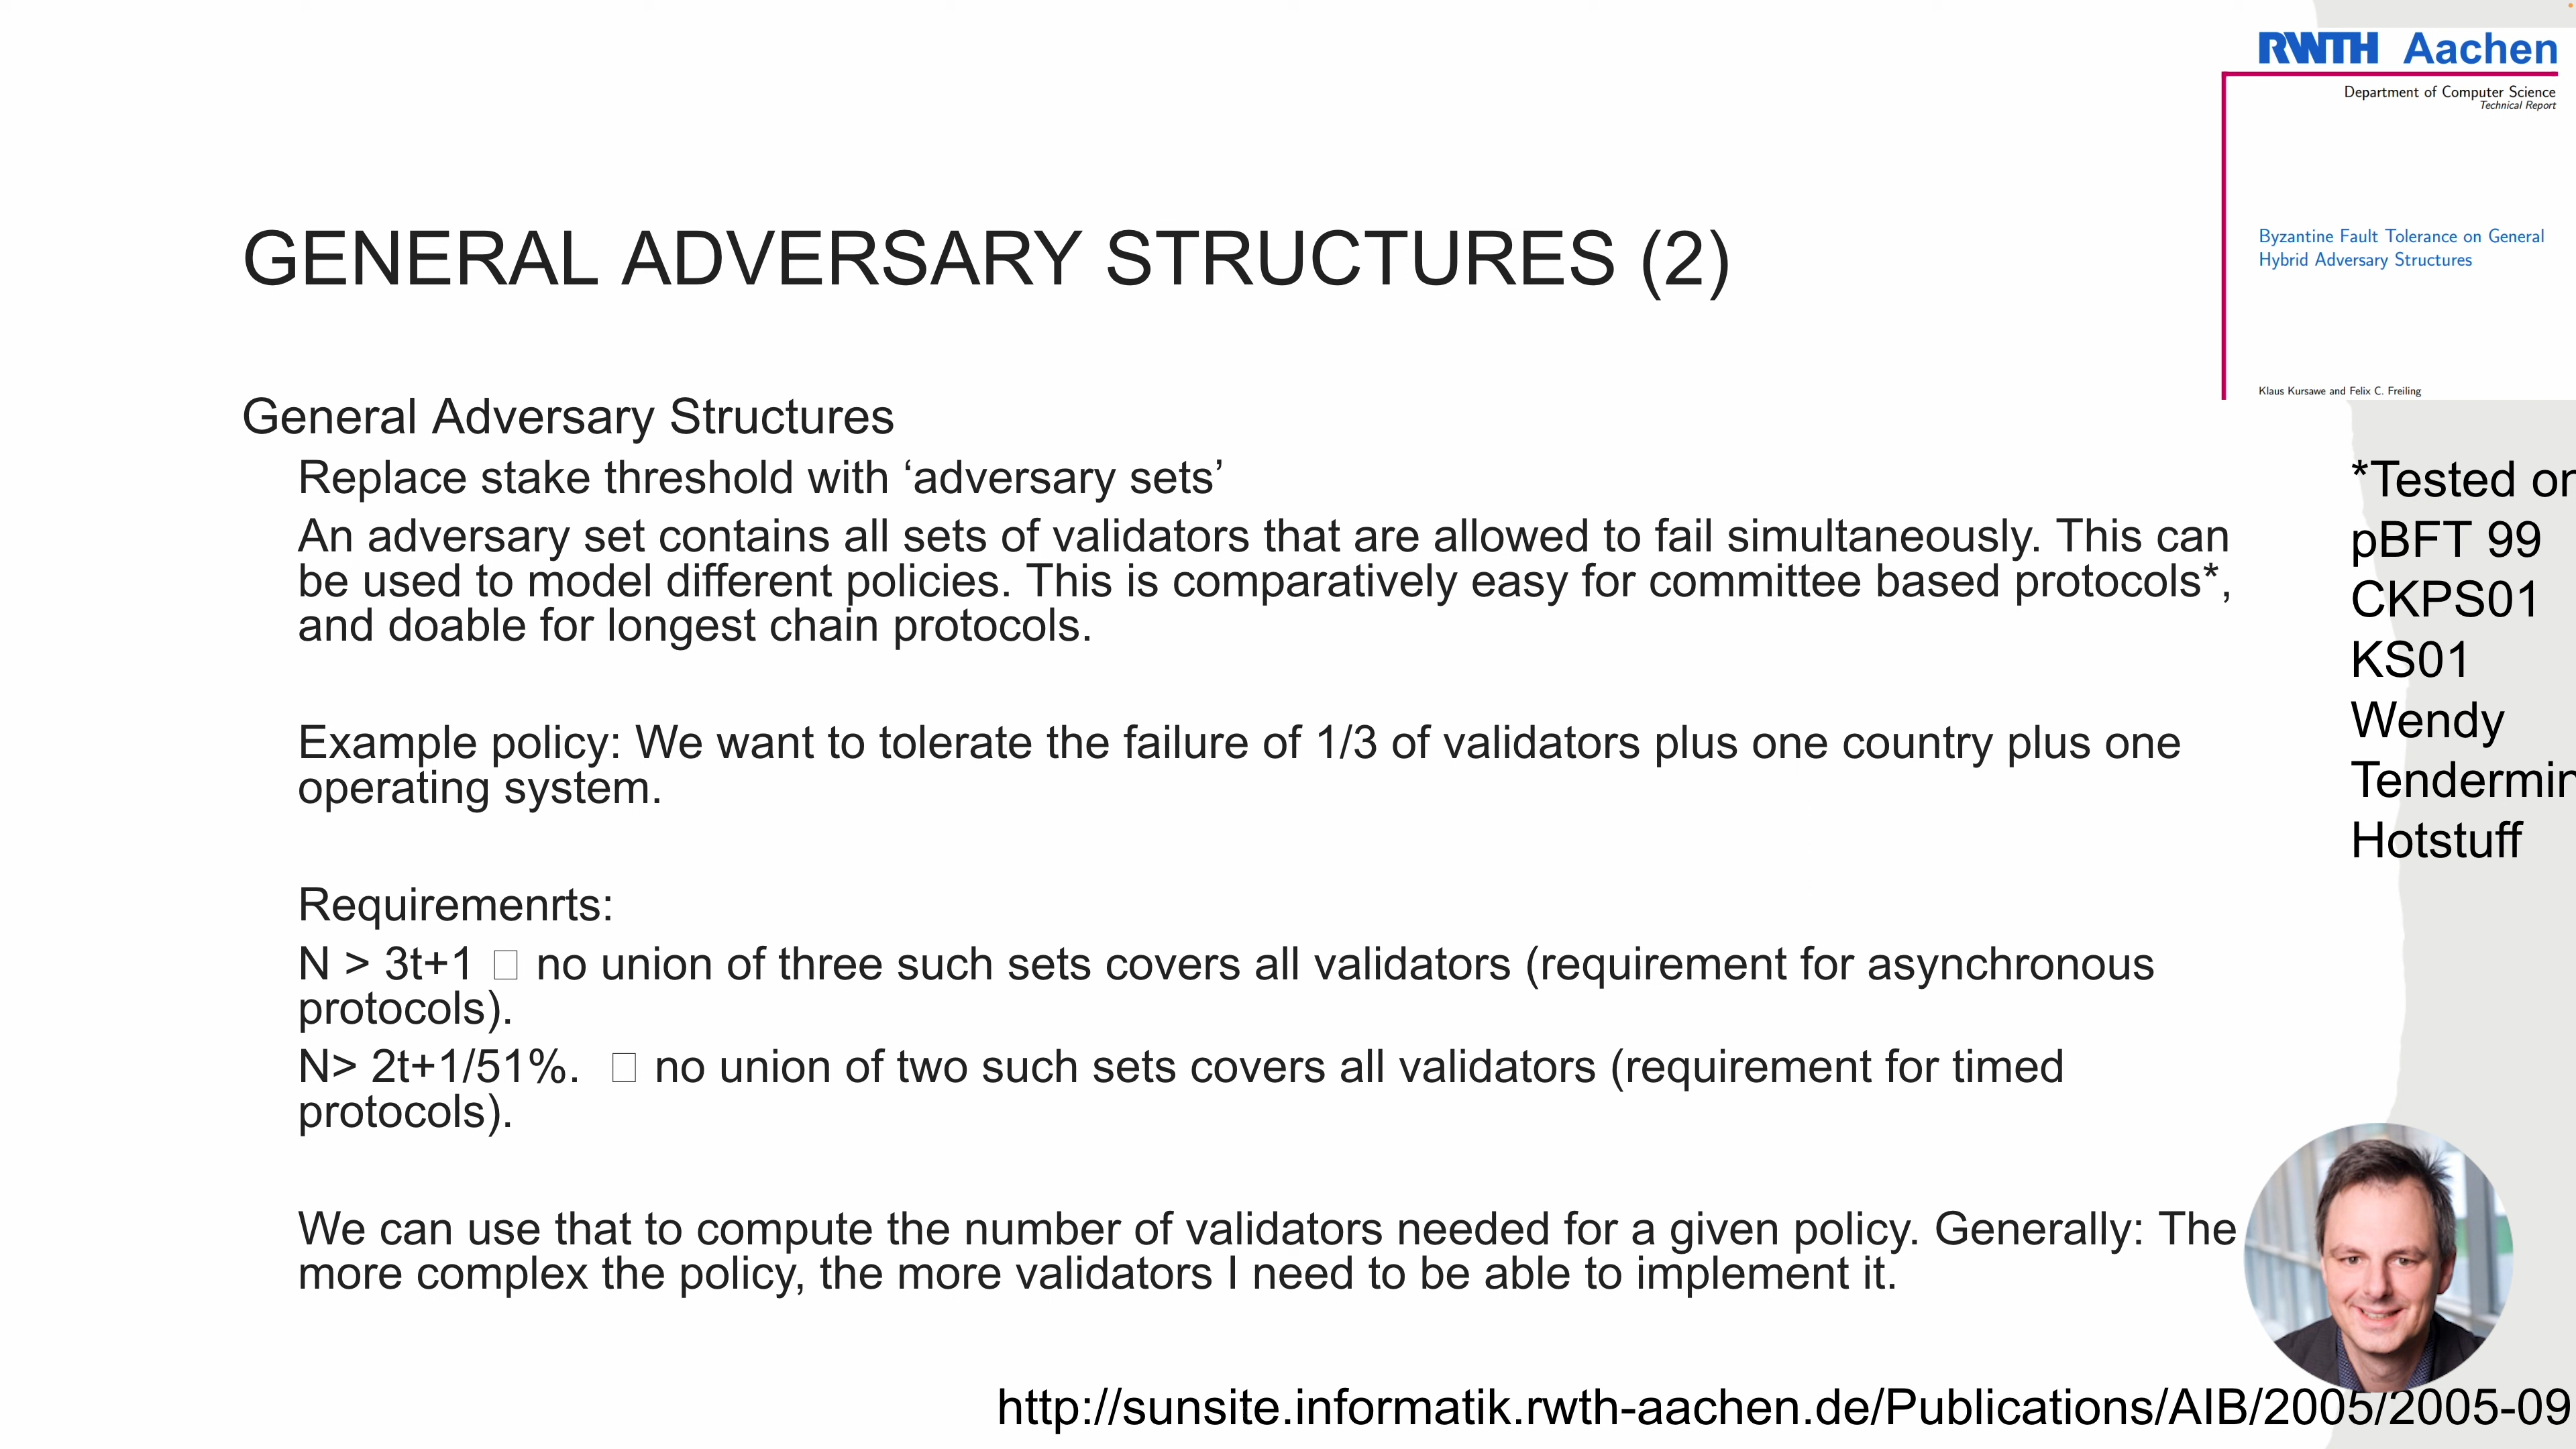 RWTH Aachen
Department of Computer Science
Technical Report
Byzantine Fault Tolerance on General
Hybrid Adversary Structures
Klaus Kursawe and Felix C. Freiling
GENERAL ADVERSARY STRUCTURES (2)
General Adversary Structures
Replace stake threshold with ‘adversary sets’
An adversary set contains all sets of validators that are allowed to fail simultaneously. This can
be used to model different policies. This is comparatively easy for committee based protocols*,
and doable for longest chain protocols.
Example policy: We want to tolerate the failure of 1/3 of validators plus one country plus one
operating system.
Requiremenrts:
N > 3t+1 □ no union of three such sets covers all validators (requirement for asynchronous
protocols).
N> 2t+1/51%. □ no union of two such sets covers all validators (requirement for timed
protocols).
We can use that to compute the number of validators needed for a given policy. Generally: The
more complex the policy, the more validators I need to be able to implement it.
*Tested
pBFT 99
CKPS01
KS01
Wendy
Hotstuff
http://sunsite.informatik.rwth-aachen.de/Publications/AIB/2005/2005-09